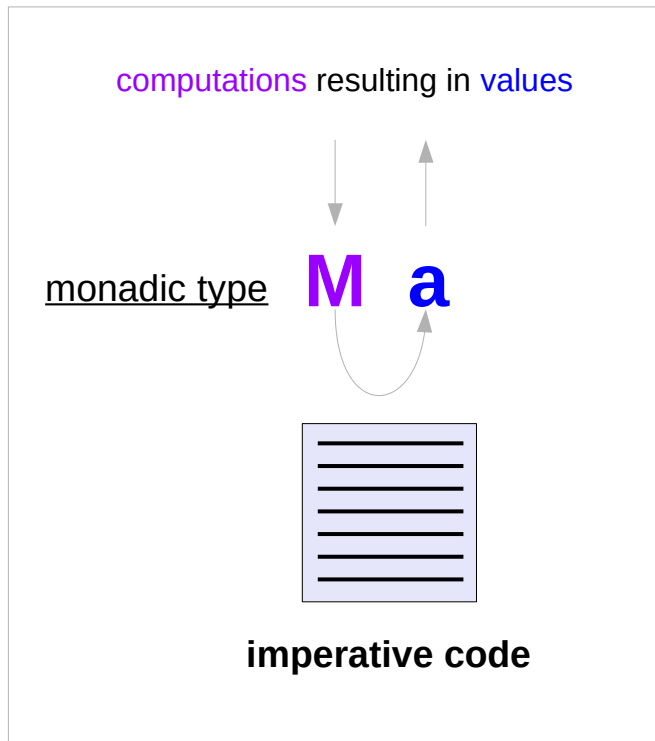 computations resulting in values
monadic type M a
imperative code